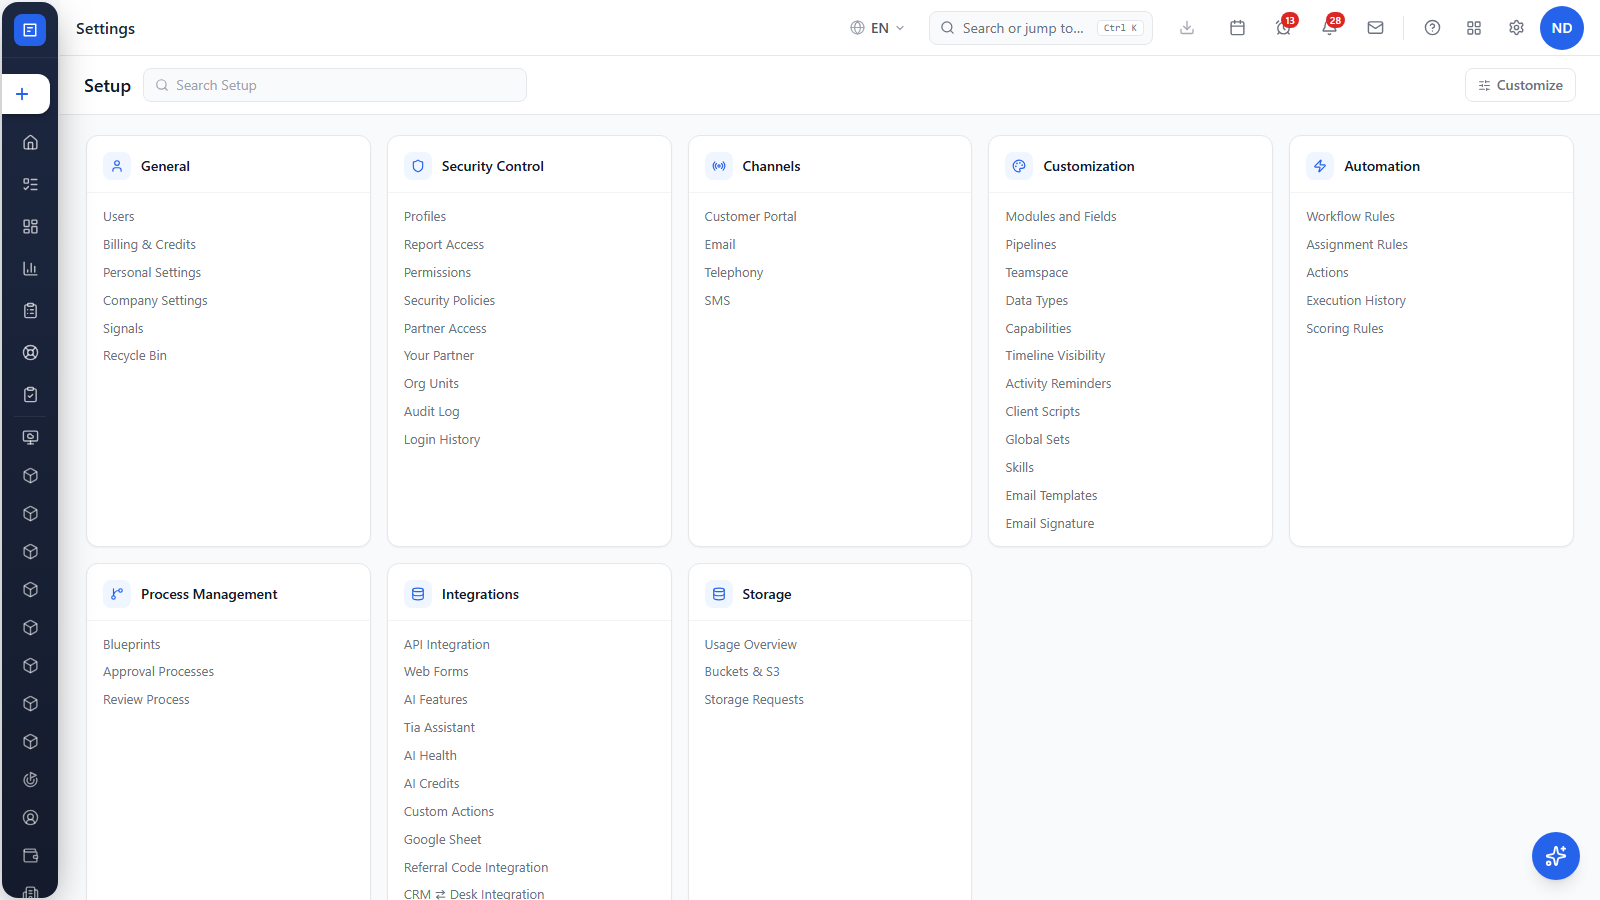 Settings
EN
Search or jump to...
Ctrl K
13
28
ND
Setup
Search Setup
Customize
General
Users
Billing & Credits
Personal Settings
Company Settings
Signals
Recycle Bin
Security Control
Profiles
Report Access
Permissions
Security Policies
Partner Access
Your Partner
Org Units
Audit Log
Login History
Channels
Customer Portal
Email
Telephony
SMS
Customization
Modules and Fields
Pipelines
Teamspace
Data Types
Capabilities
Timeline Visibility
Activity Reminders
Client Scripts
Global Sets
Skills
Email Templates
Email Signature
Automation
Workflow Rules
Assignment Rules
Actions
Execution History
Scoring Rules
Process Management
Blueprints
Approval Processes
Review Process
Integrations
API Integration
Web Forms
AI Features
Tia Assistant
AI Health
AI Credits
Custom Actions
Google Sheet
Referral Code Integration
CRM ⇄ Desk Integration
Storage
Usage Overview
Buckets & S3
Storage Requests